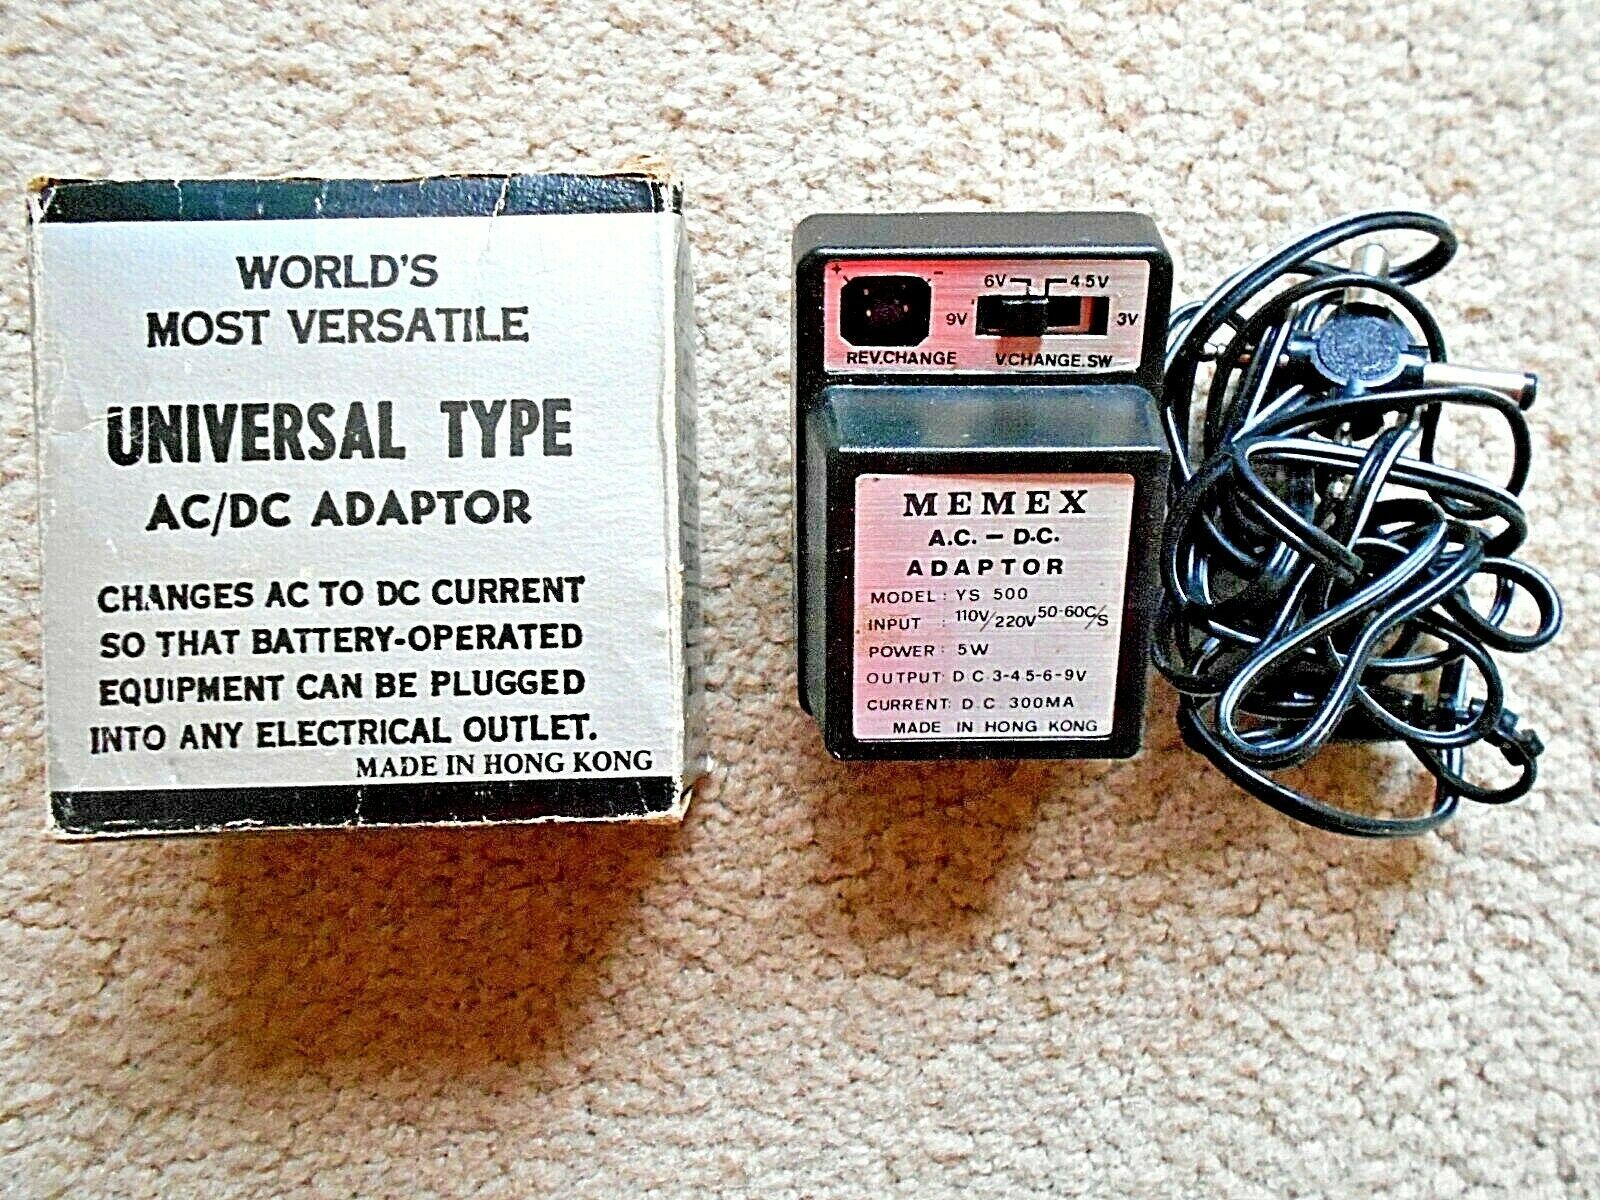 WORLD'S
MOST VERSATILE
UNIVERSAL TYPE
AC/DC ADAPTOR
CHANGES AC TO DC CURRENT
SO THAT BATTERY-OPERATED
EQUIPMENT CAN BE PLUGGED
INTO ANY ELECTRICAL OUTLET.
MADE IN HONG KONG
+ - 6V 4.5V
9V 3V
REV.CHANGE V.CHANGE.SW
MEMEX
A.C. - D.C.
ADAPTOR
MODEL: YS 500
INPUT : 110V/220V 50-60C/S
POWER: 5W
OUTPUT: D C 3-4.5-6-9V
CURRENT: D.C 300MA
MADE IN HONG KONG